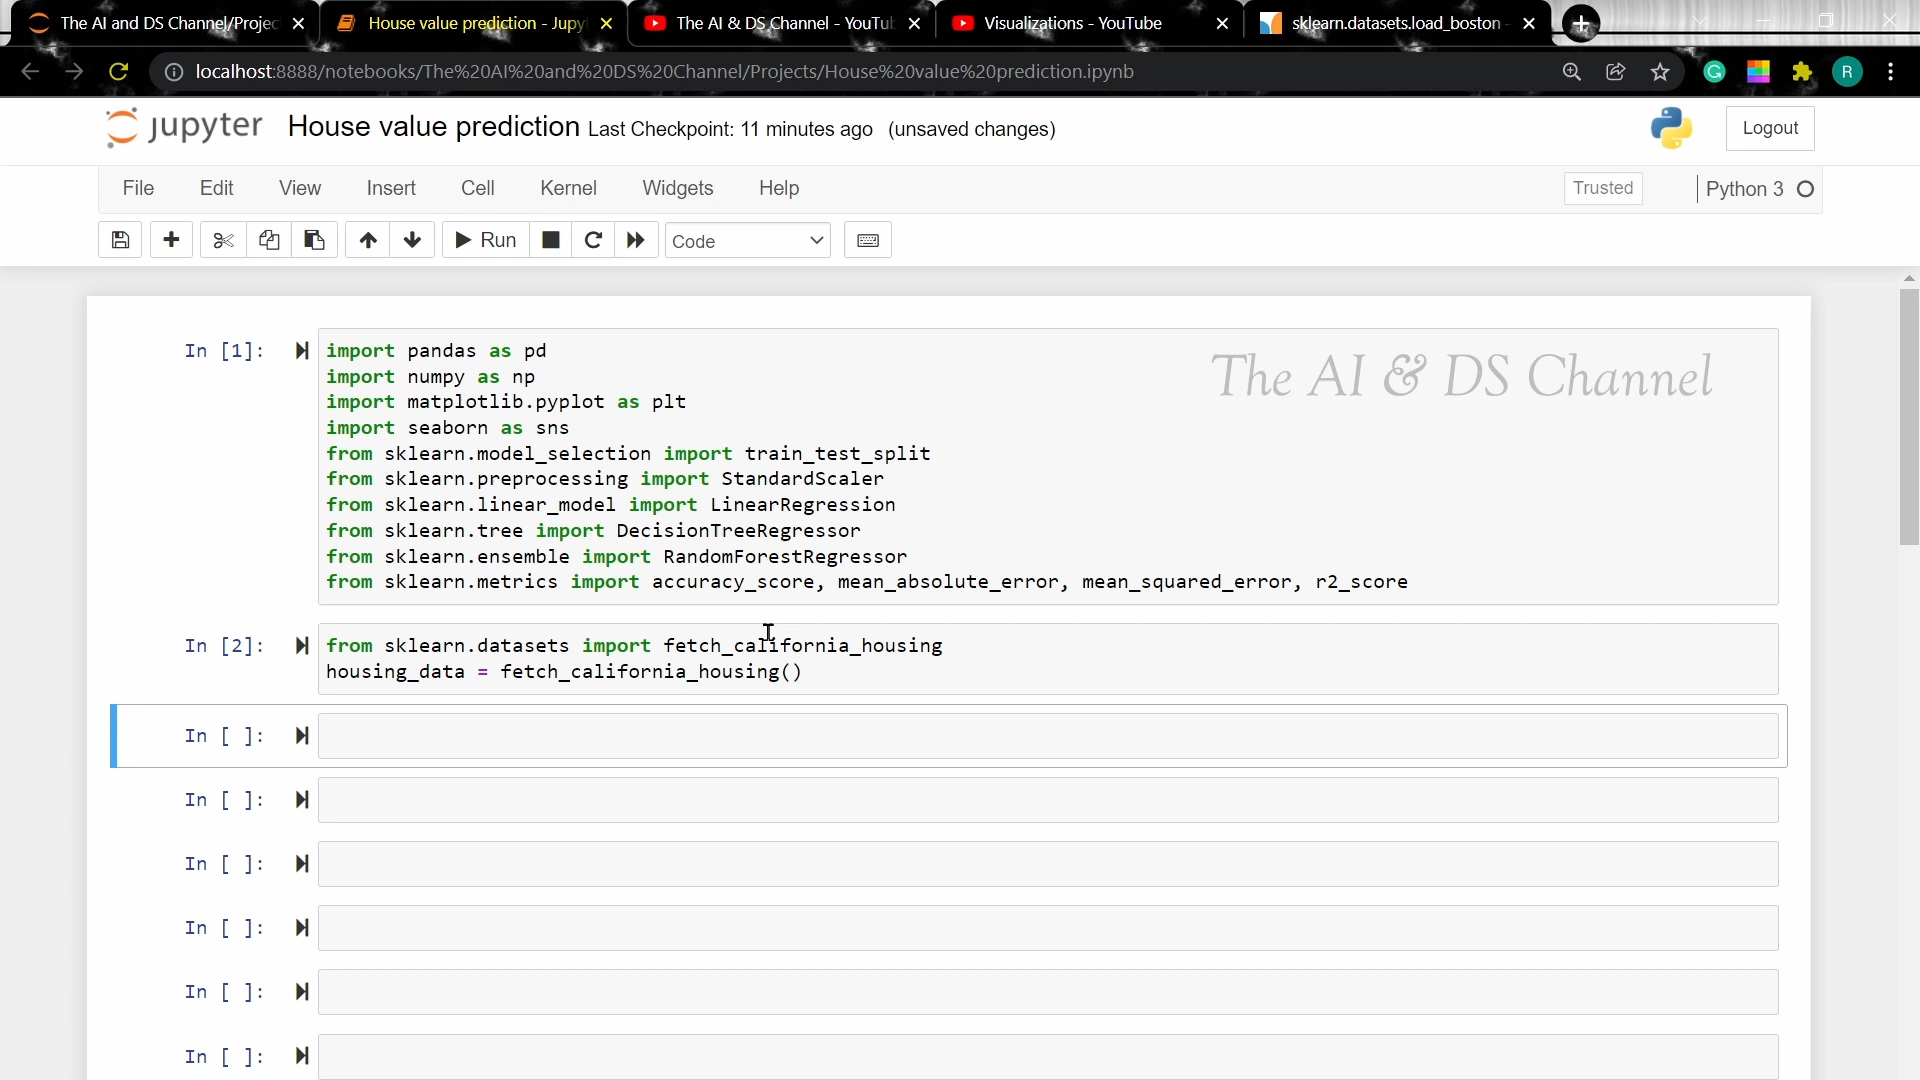 The AI and DS Channel/Projec
House value prediction - Jupy
The AI & DS Channel - YouTu
Visualizations - YouTube
sklearn.datasets.load_boston -
localhost:8888/notebooks/The%20AI%20and%20DS%20Channel/Projects/House%20value%20prediction.ipynb
R
jupyter House value prediction Last Checkpoint: 11 minutes ago (unsaved changes)
Logout
File Edit View Insert Cell Kernel Widgets Help
Trusted
Python 3
Run
Code
The AI & DS Channel
In [1]:
import pandas as pd
import numpy as np
import matplotlib.pyplot as plt
import seaborn as sns
from sklearn.model_selection import train_test_split
from sklearn.preprocessing import StandardScaler
from sklearn.linear_model import LinearRegression
from sklearn.tree import DecisionTreeRegressor
from sklearn.ensemble import RandomForestRegressor
from sklearn.metrics import accuracy_score, mean_absolute_error, mean_squared_error, r2_score
In [2]:
from sklearn.datasets import fetch_california_housing
housing_data = fetch_california_housing()
In [ ]:
In [ ]:
In [ ]:
In [ ]:
In [ ]:
In [ ]: